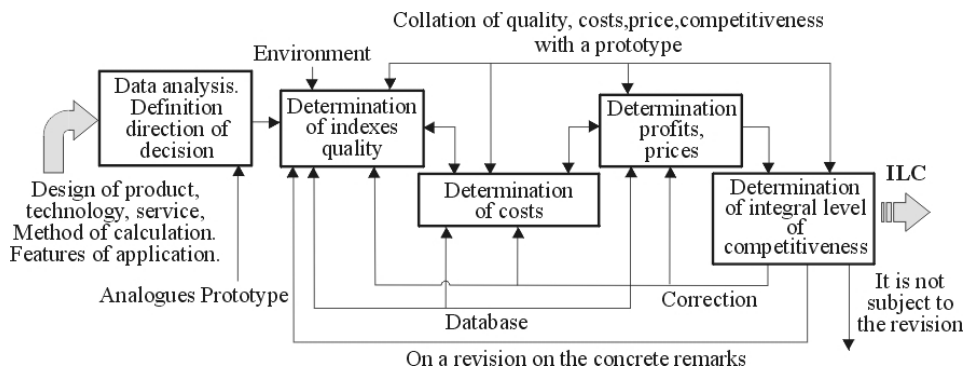 Collation of quality, costs,price,competitiveness
with a prototype
Environment
Data analysis.
Definition
direction of
decision
Determination
of indexes
quality
Determination
profits,
prices
Determination
of costs
Determination
of integral level
of
competitiveness
ILC
Design of product,
technology, service,
Method of calculation.
Features of application.
Analogues Prototype
Database
Correction
It is not
subject to
the revision
On a revision on the concrete remarks